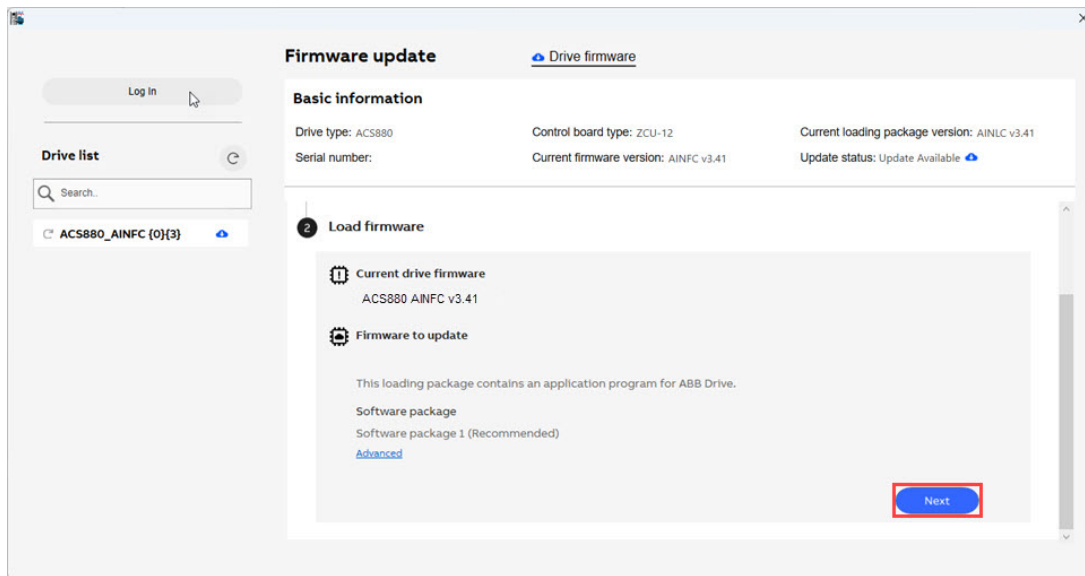 Firmware update
Drive firmware
Log In
Basic information
Drive type: ACS880
Control board type: ZCU-12
Current loading package version: AINLC v3.41
Serial number:
Current firmware version: AINFC v3.41
Update status: Update Available
Drive list
Search..
ACS880_AINFC {0}{3}
2 Load firmware
Current drive firmware
ACS880 AINFC v3.41
Firmware to update
This loading package contains an application program for ABB Drive.
Software package
Software package 1 (Recommended)
Advanced
Next